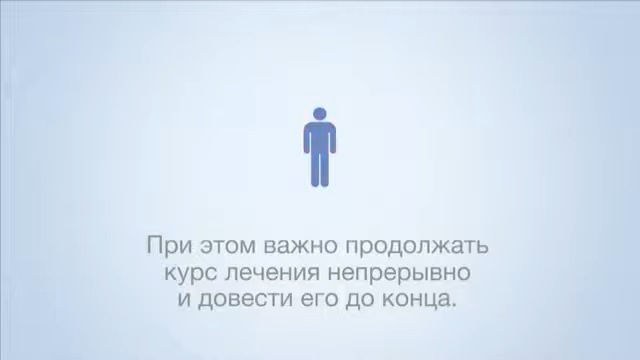 При этом важно продолжать
курс лечения непрерывно
и довести его до конца.